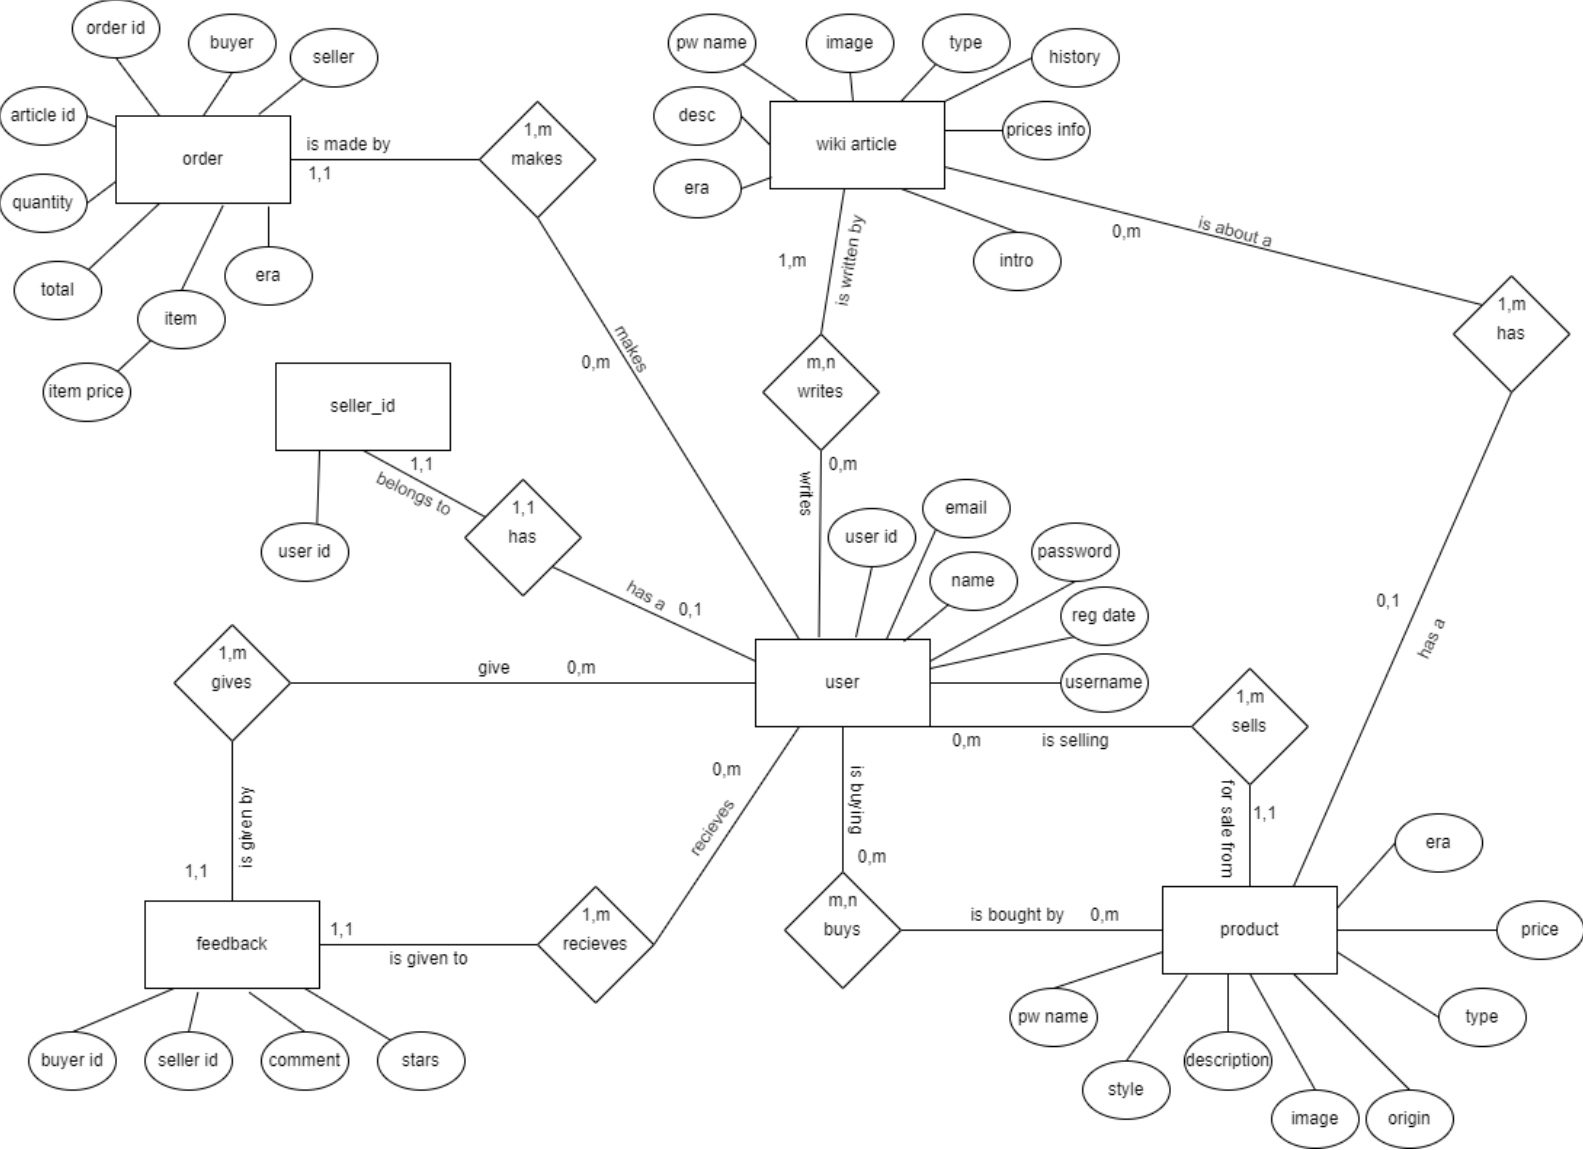 order id
buyer
seller
article id
order
quantity
total
item
era
item price
is made by
1,1
1,m
makes
makes
0,m
pw name
image
type
history
desc
prices info
wiki article
era
intro
is written by
1,m
m,n
writes
0,m
writes
is about a
0,m
1,m
has
0,1
has a
seller_id
user id
1,1
belongs to
1,1
has
has a
0,1
user id
email
name
password
reg date
username
user
1,m
gives
give
0,m
is given by
1,1
feedback
buyer id
seller id
comment
stars
1,1
is given to
1,m
recieves
recieves
0,m
is buying
0,m
m,n
buys
is bought by
0,m
0,m
is selling
1,m
sells
for sale from
1,1
product
era
price
type
pw name
style
description
image
origin